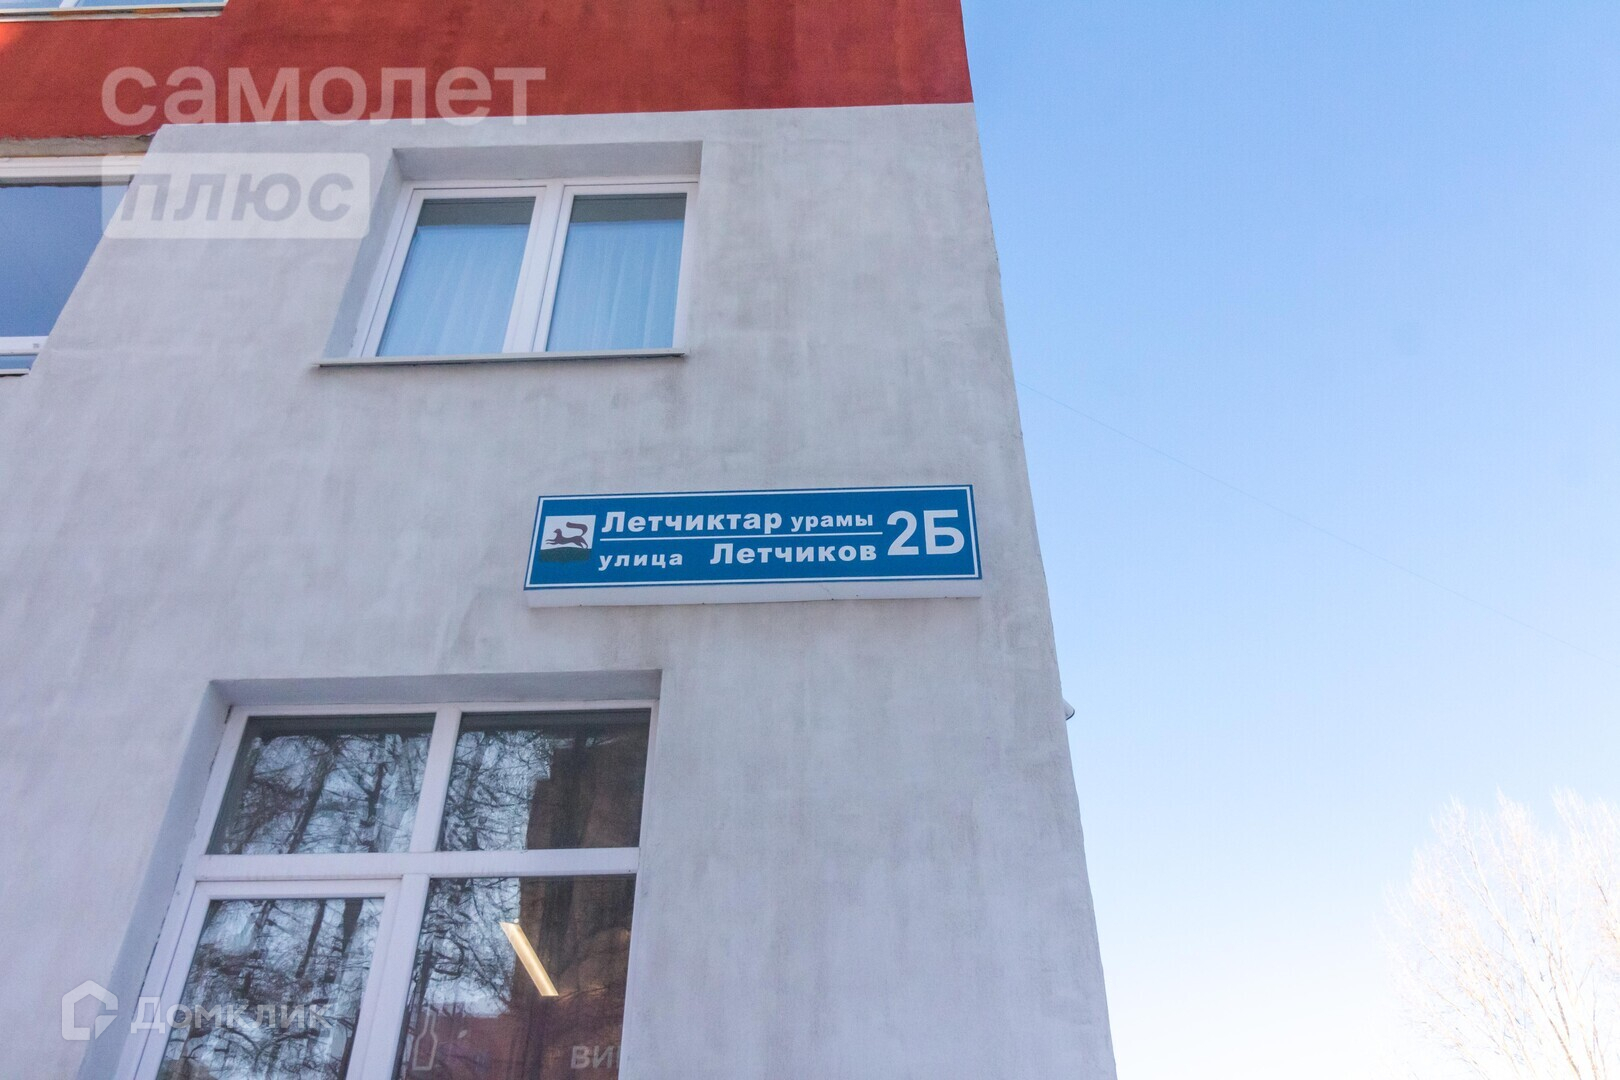 самолет
плюс
Летчиктар урамы
улица Летчиков
2Б
Домклик